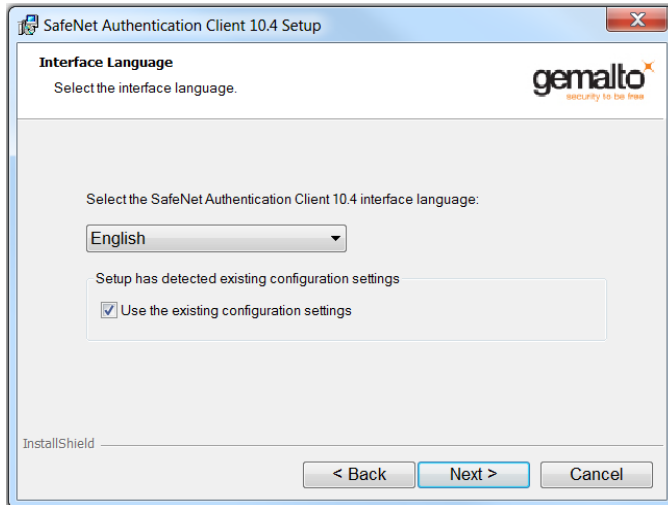 SafeNet Authentication Client 10.4 Setup
X
Interface Language
Select the interface language.
gemalto
security to be free
Select the SafeNet Authentication Client 10.4 interface language:
English
Setup has detected existing configuration settings
Use the existing configuration settings
InstallShield
< Back Next > Cancel